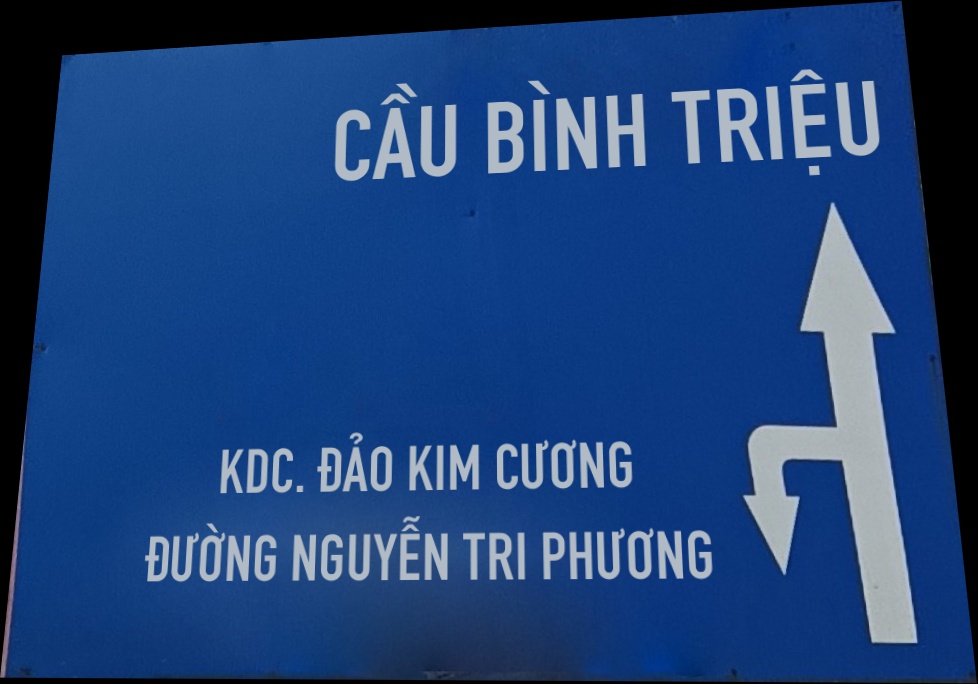 CẦU BÌNH TRIỆU
KDC. ĐẢO KIM CƯƠNG
ĐƯỜNG NGUYỄN TRI PHƯƠNG